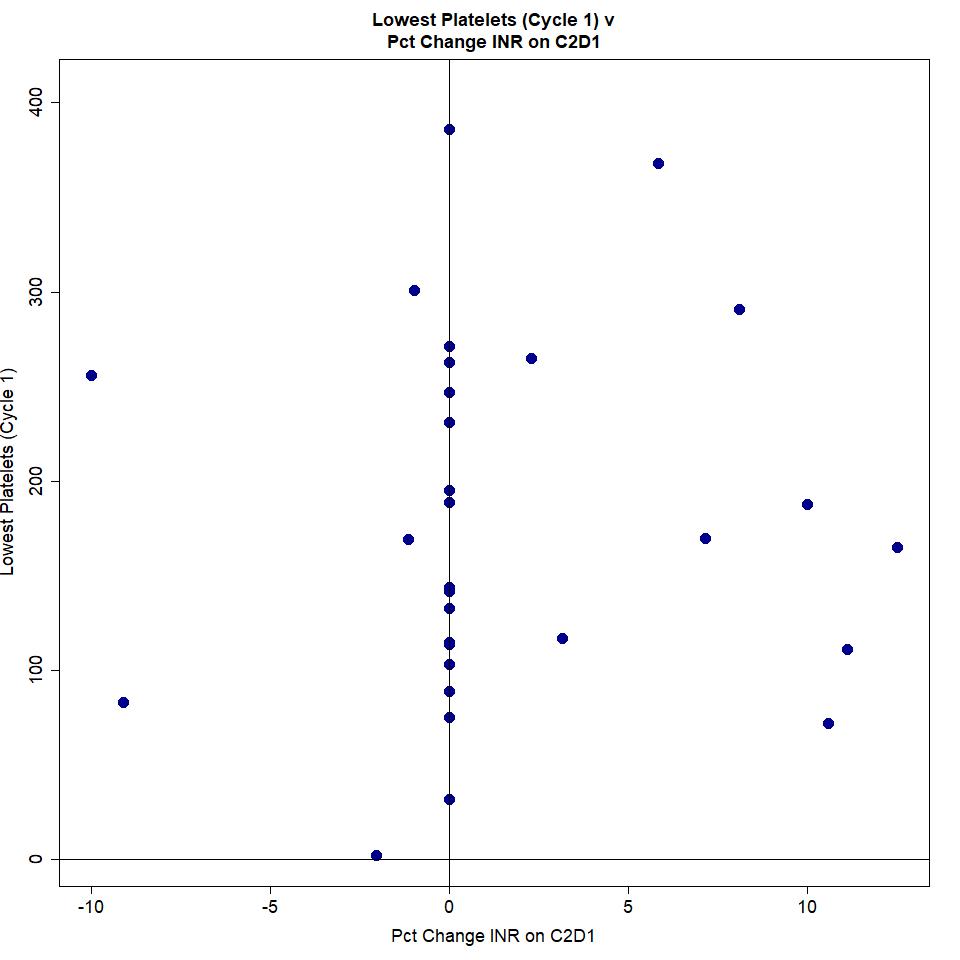 Lowest Platelets (Cycle 1) v
Pct Change INR on C2D1
400
300
200
100
0
Lowest Platelets (Cycle 1)
-10
-5
0
5
10
Pct Change INR on C2D1